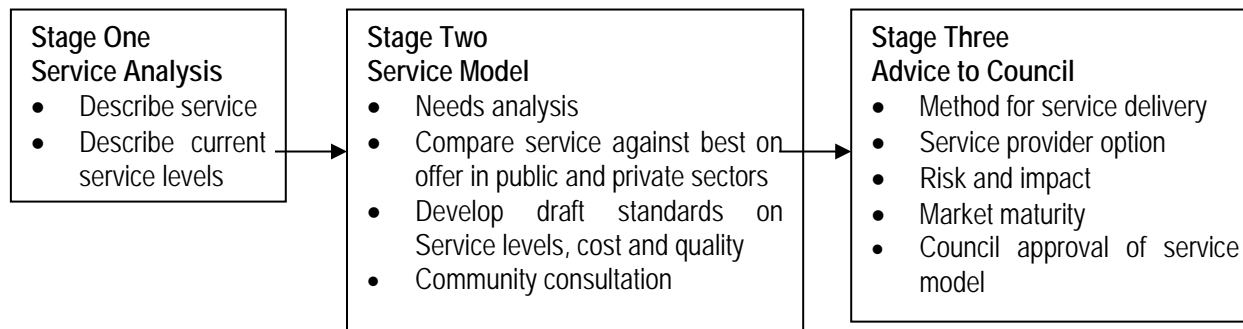 Stage One
Service Analysis
• Describe service
• Describe current
service levels
Stage Two
Service Model
• Needs analysis
• Compare service against best on
offer in public and private sectors
• Develop draft standards on
Service levels, cost and quality
• Community consultation
Stage Three
Advice to Council
• Method for service delivery
• Service provider option
• Risk and impact
• Market maturity
• Council approval of service
model